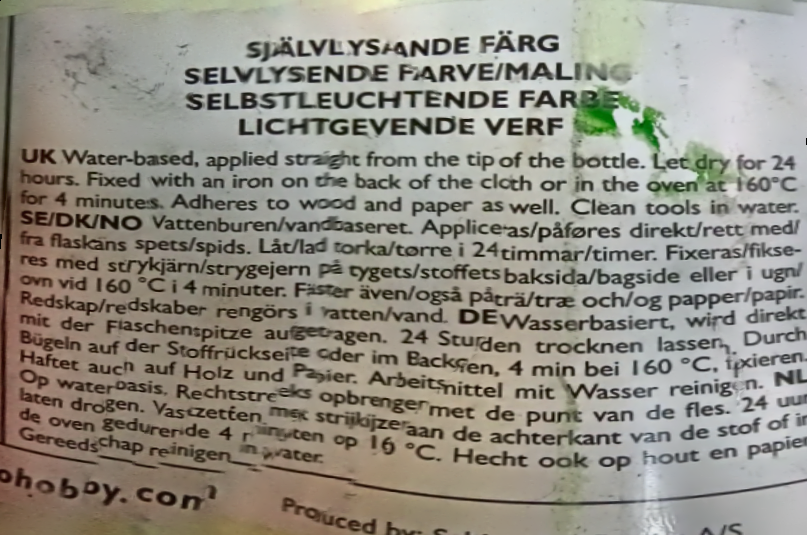 SJÄLVLYSANDE FÄRG
SELVLYSENDE FARVE/MALING
SELBSTLEUCHTENDE FARBE
LICHTGEVENDE VERF
UK Water-based, applied straight from the tip of the bottle. Let dry for 24
hours. Fixed with an iron on the back of the cloth or in the oven at 160°C
for 4 minutes. Adheres to wood and paper as well. Clean tools in water.
SE/DK/NO Vattenburen/vandbaseret. Appliceras/påføres direkt/rett med/
fra flaskans spets/spids. Låt/lad torka/tørre i 24 timmar/timer. Fixeras/fikse-
res med strykjärn/strygejern på tygets/stoffets baksida/bagside eller i ugn/
ovn vid 160 °C i 4 minuter. Fäster även/også på trä/træ och/og papper/papir.
Redskap/redskaber rengörs i vatten/vand. DE Wasserbasiert, wird direkt
mit der Flaschenspitze aufgetragen. 24 Stunden trocknen lassen. Durch
Bügeln auf der Stoffrückseite oder im Backofen, 4 min bei 160 °C, fixieren.
Haftet auch auf Holz und Papier. Arbeitsmittel mit Wasser reinigen. NL
Op waterbasis. Rechtstreeks opbrengen met de punt van de fles. 24 uur
laten drogen. Vastzetten met strijkijzer aan de achterkant van de stof of in
de oven gedurende 4 minuten op 16 °C. Hecht ook op hout en papier
Gereedschap reinigen in water.
ohobby.com
Produced by:
A/S